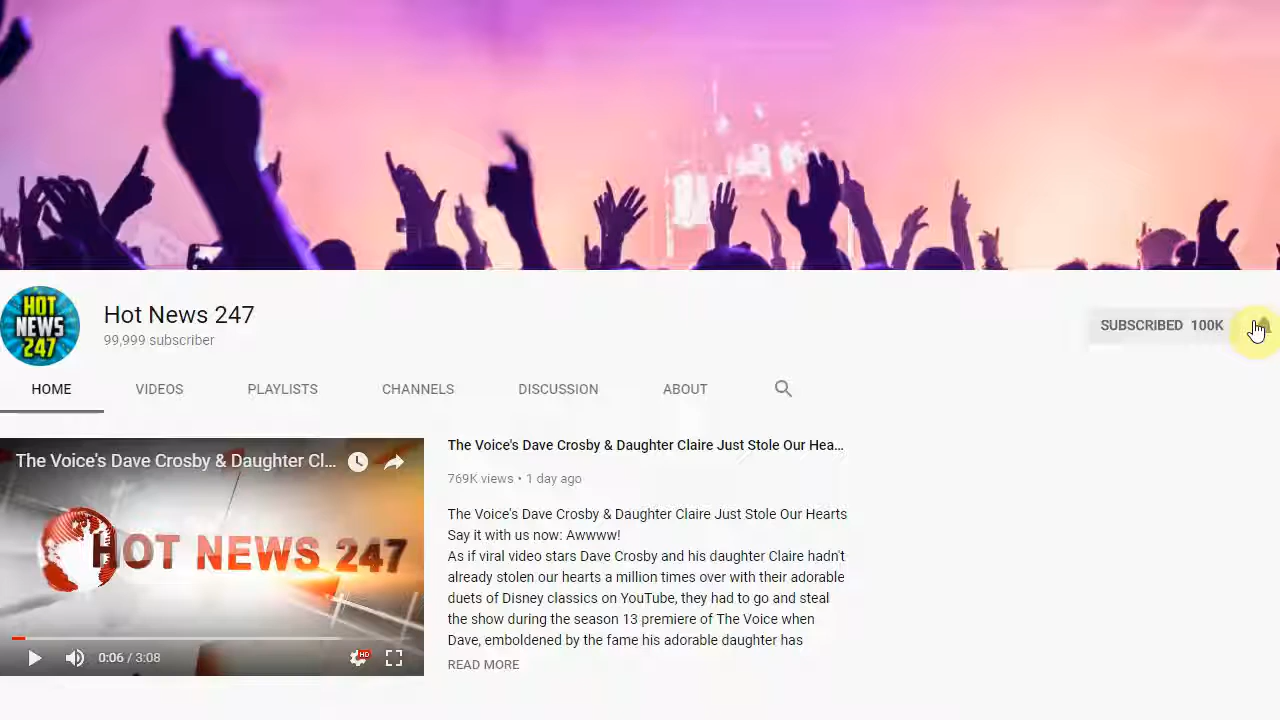 HOT
NEWS
247
Hot News 247
99,999 subscriber
SUBSCRIBED 100K
HOME VIDEOS PLAYLISTS CHANNELS DISCUSSION ABOUT
The Voice's Dave Crosby & Daughter Cl...
HOT NEWS 247
0:06 / 3:08
HD
The Voice's Dave Crosby & Daughter Claire Just Stole Our Hea...
769K views • 1 day ago
The Voice's Dave Crosby & Daughter Claire Just Stole Our Hearts
Say it with us now: Awwww!
As if viral video stars Dave Crosby and his daughter Claire hadn't
already stolen our hearts a million times over with their adorable
duets of Disney classics on YouTube, they had to go and steal
the show during the season 13 premiere of The Voice when
Dave, emboldened by the fame his adorable daughter has
READ MORE